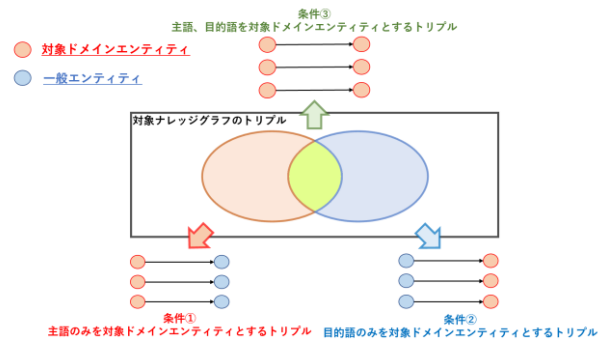 条件③
主語、目的語を対象ドメインエンティティとするトリプル
対象ドメインエンティティ
一般エンティティ
対象ナレッジグラフのトリプル
条件①
主語のみを対象ドメインエンティティとするトリプル
条件②
目的語のみを対象ドメインエンティティとするトリプル